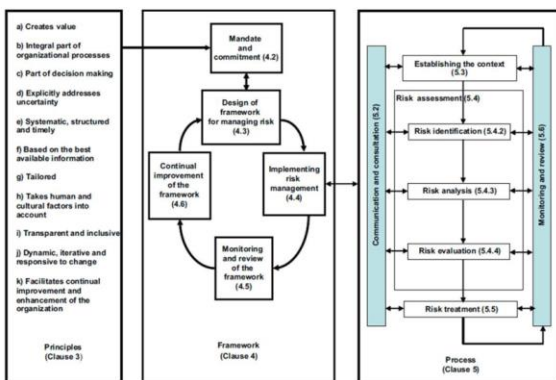 a) Creates value
b) Integral part of
organizational processes
c) Part of decision making
d) Explicitly addresses
uncertainty
e) Systematic, structured
and timely
f) Based on the best
available information
g) Tailored
h) Takes human and
cultural factors into
account
i) Transparent and inclusive
j) Dynamic, iterative and
responsive to change
k) Facilitates continual
improvement and
enhancement of the
organization
Principles
(Clause 3)
Mandate
and
commitment (4.2)
Design of
framework
for managing risk
(4.3)
Continual
improvement
of the
framework
(4.6)
Implementing
risk
management
(4.4)
Monitoring
and review
of the
framework
(4.5)
Framework
(Clause 4)
Communication and consultation (5.2)
Establishing the context
(5.3)
Risk assessment (5.4)
Risk identification (5.4.2)
Risk analysis (5.4.3)
Risk evaluation (5.4.4)
Risk treatment (5.5)
Monitoring and review (5.6)
Process
(Clause 5)